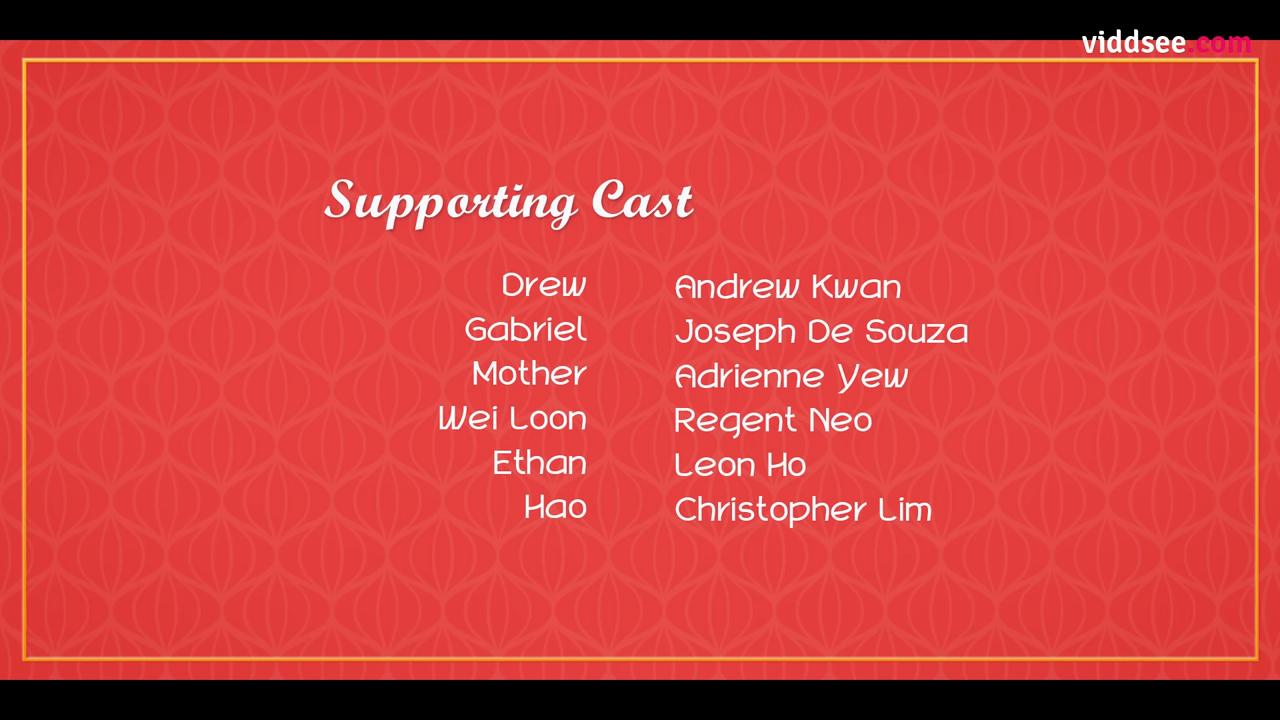 viddsee.com
Supporting Cast
Drew Andrew Kwan
Gabriel Joseph De Souza
Mother Adrienne Yew
Wei Loon Regent Neo
Ethan Leon Ho
Hao Christopher Lim